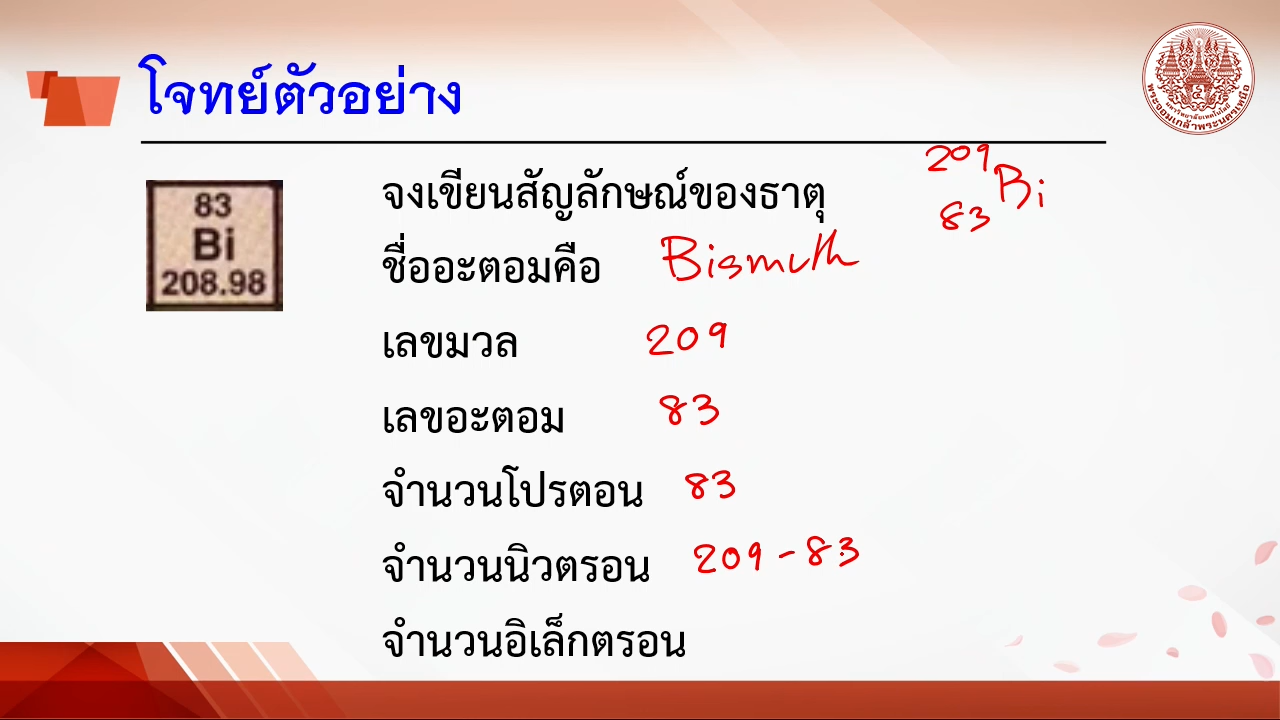 โจทย์ตัวอย่าง
83
Bi
208.98
จงเขียนสัญลักษณ์ของธาตุ 209 83 Bi
ชื่ออะตอมคือ Bismuth
เลขมวล 209
เลขอะตอม 83
จำนวนโปรตอน 83
จำนวนนิวตรอน 209 - 83
จำนวนอิเล็กตรอน